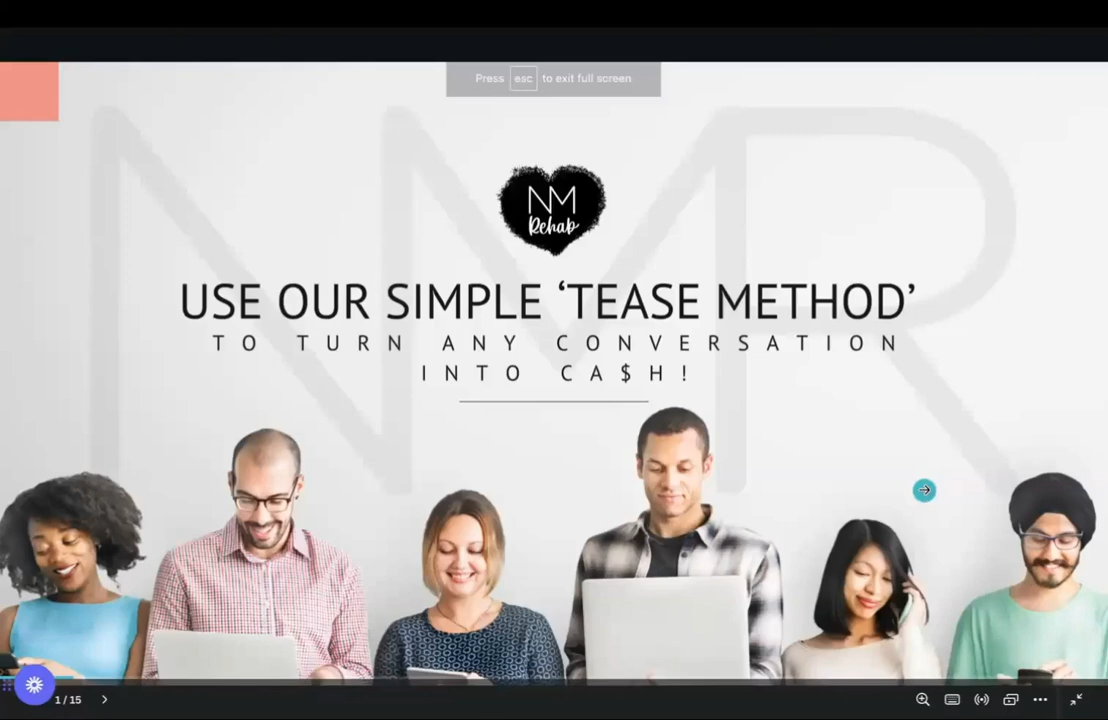 Press esc to exit full screen
NMR
NM
Rehab
USE OUR SIMPLE ‘TEASE METHOD’
TO TURN ANY CONVERSATION
INTO CA$H!
1 / 15